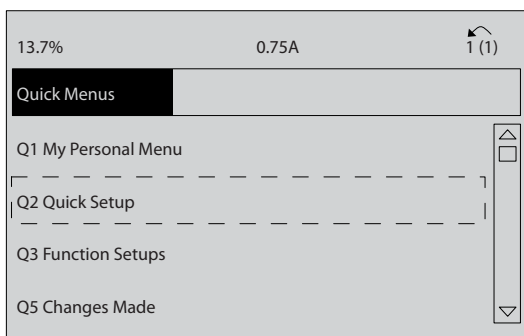 13.7% 0.75A 1 (1)
Quick Menus
Q1 My Personal Menu
Q2 Quick Setup
Q3 Function Setups
Q5 Changes Made